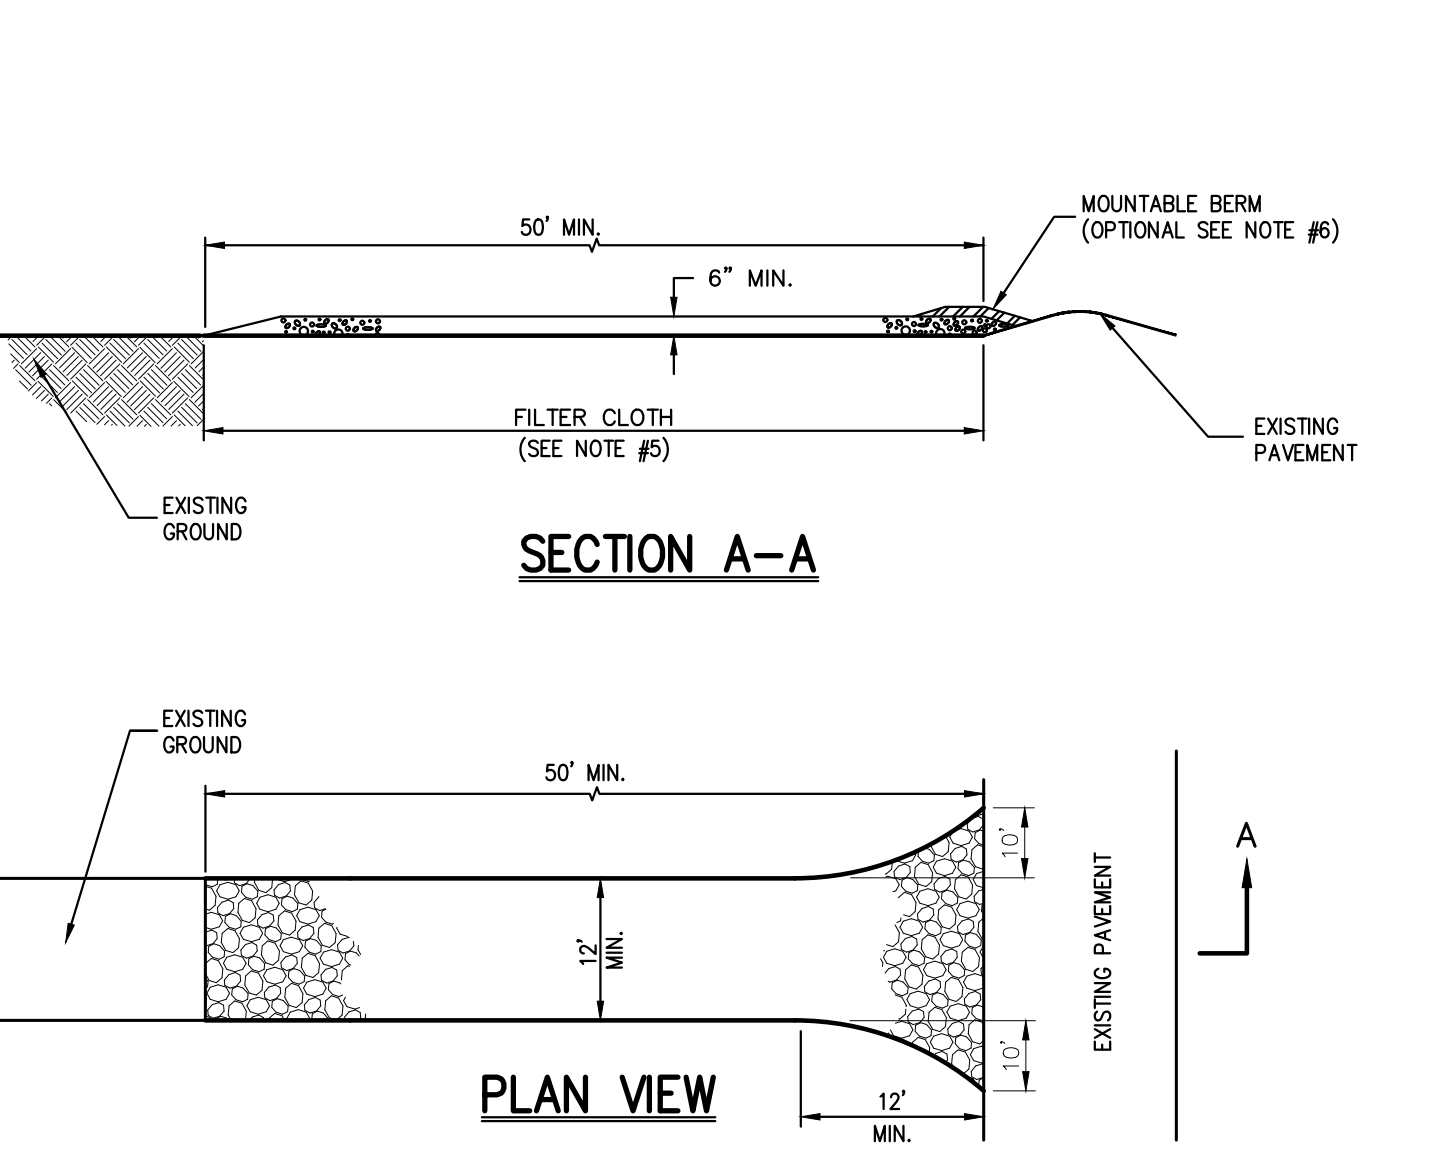 MOUNTABLE BERM
(OPTIONAL SEE NOTE #6)
50' MIN.
6" MIN.
FILTER CLOTH
(SEE NOTE #5)
EXISTING
PAVEMENT
EXISTING
GROUND
SECTION A-A
EXISTING
GROUND
50' MIN.
10'
A
EXISTING PAVEMENT
12'
MIN.
10'
PLAN VIEW
12'
MIN.